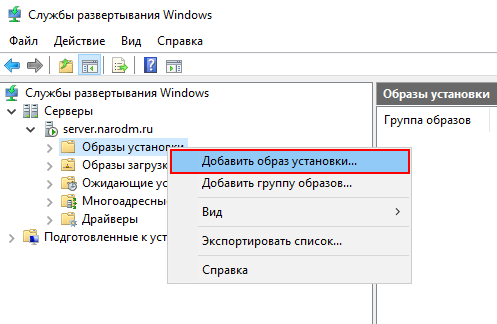 Службы развертывания Windows
Файл Действие Вид Справка
Службы развертывания Windows
Серверы
server.narodm.ru
Образы установки
Образы загрузк
Ожидающие ус
Многоадресны
Драйверы
Подготовленные к уст
Образы установки
Группа образов
Добавить образ установки...
Добавить группу образов...
Вид
Экспортировать список...
Справка